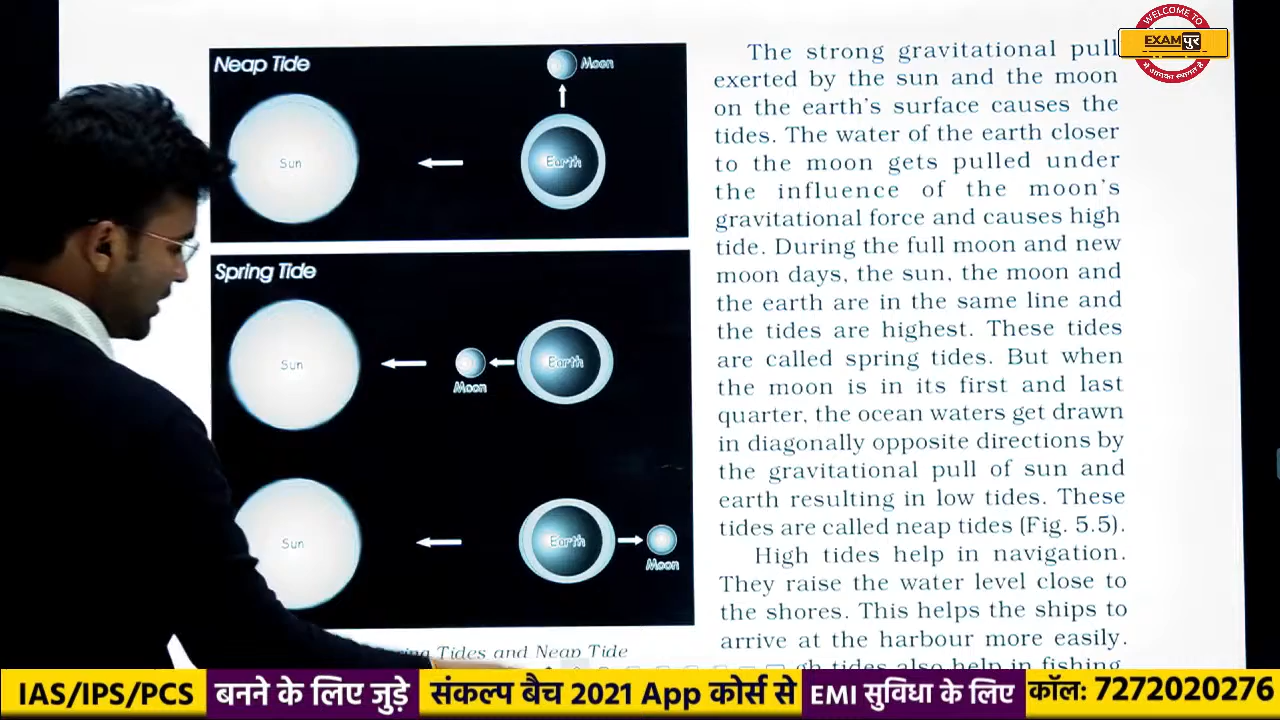 Neap Tide
Moon
Sun
Earth
Spring Tide
Sun
Moon
Earth
Sun
Earth
Moon
Tides and Neap Tide
The strong gravitational pull
exerted by the sun and the moon
on the earth's surface causes the
tides. The water of the earth closer
to the moon gets pulled under
the influence of the moon's
gravitational force and causes high
tide. During the full moon and new
moon days, the sun, the moon and
the earth are in the same line and
the tides are highest. These tides
are called spring tides. But when
the moon is in its first and last
quarter, the ocean waters get drawn
in diagonally opposite directions by
the gravitational pull of sun and
earth resulting in low tides. These
tides are called neap tides (Fig. 5.5).
High tides help in navigation.
They raise the water level close to
the shores. This helps the ships to
arrive at the harbour more easily.
tides also help in fishing.
WELCOME TO
EXAMपुर
में आपका स्वागत है
IAS/IPS/PCS बनने के लिए जुड़े संकल्प बैच 2021 App कोर्स से EMI सुविधा के लिए कॉल: 7272020276